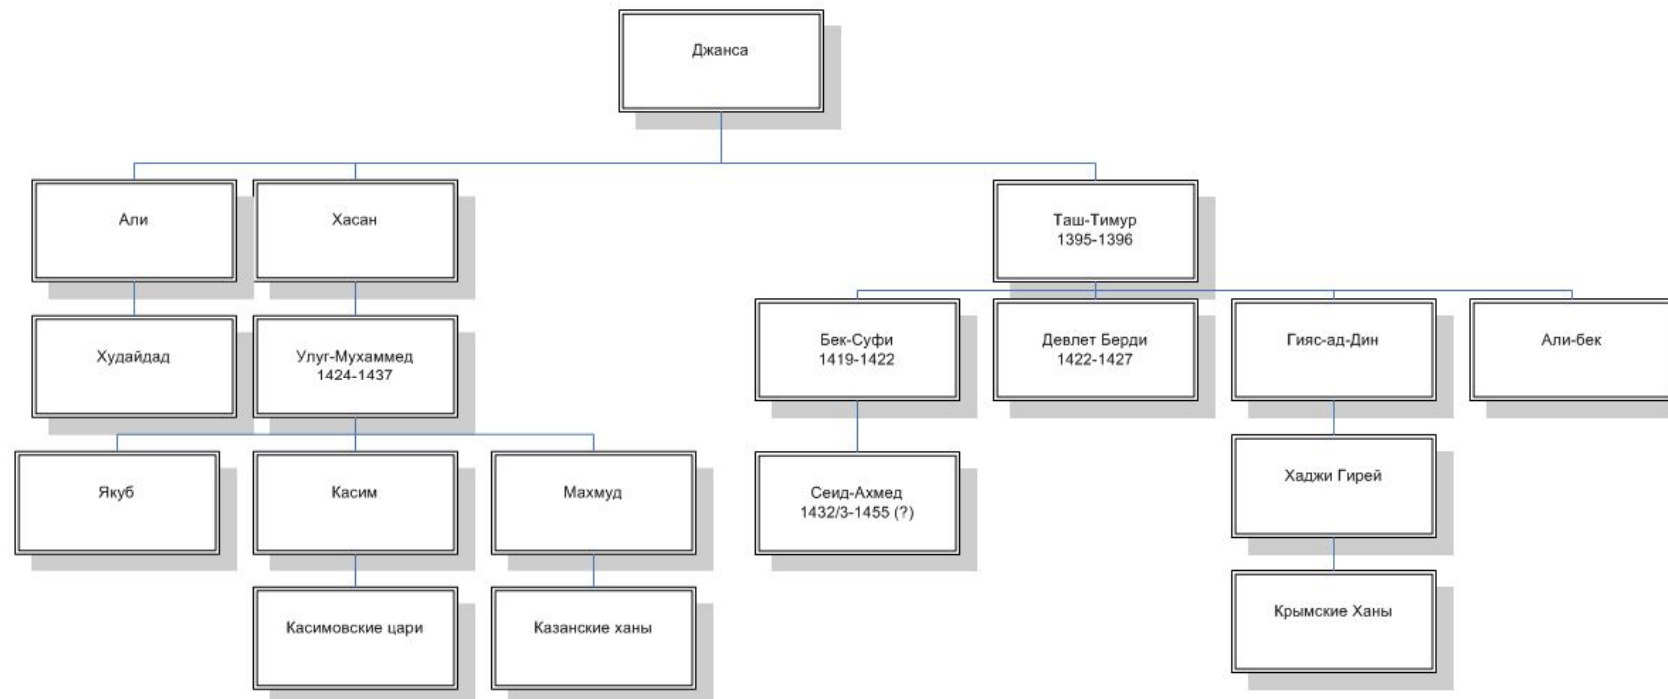 Джанса
Али
Хасан
Таш-Тимур
1395-1396
Худайдад
Улуг-Мухаммед
1424-1437
Бек-Суфи
1419-1422
Девлет Берди
1422-1427
Гияс-ад-Дин
Али-бек
Якуб
Касим
Махмуд
Сеид-Ахмед
1432/3-1455 (?)
Хаджи Гирей
Касимовские цари
Казанские ханы
Крымские Ханы